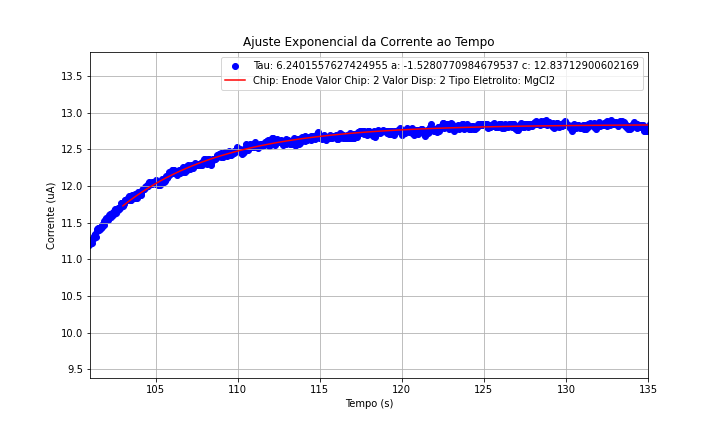 Ajuste Exponencial da Corrente ao Tempo
Tau: 6.2401557627424955 a: -1.5280770984679537 c: 12.83712900602169
Chip: Enode Valor Chip: 2 Valor Disp: 2 Tipo Eletrolito: MgCl2
Corrente (uA)
13.5
13.0
12.5
12.0
11.5
11.0
10.5
10.0
9.5
105 110 115 120 125 130 135
Tempo (s)